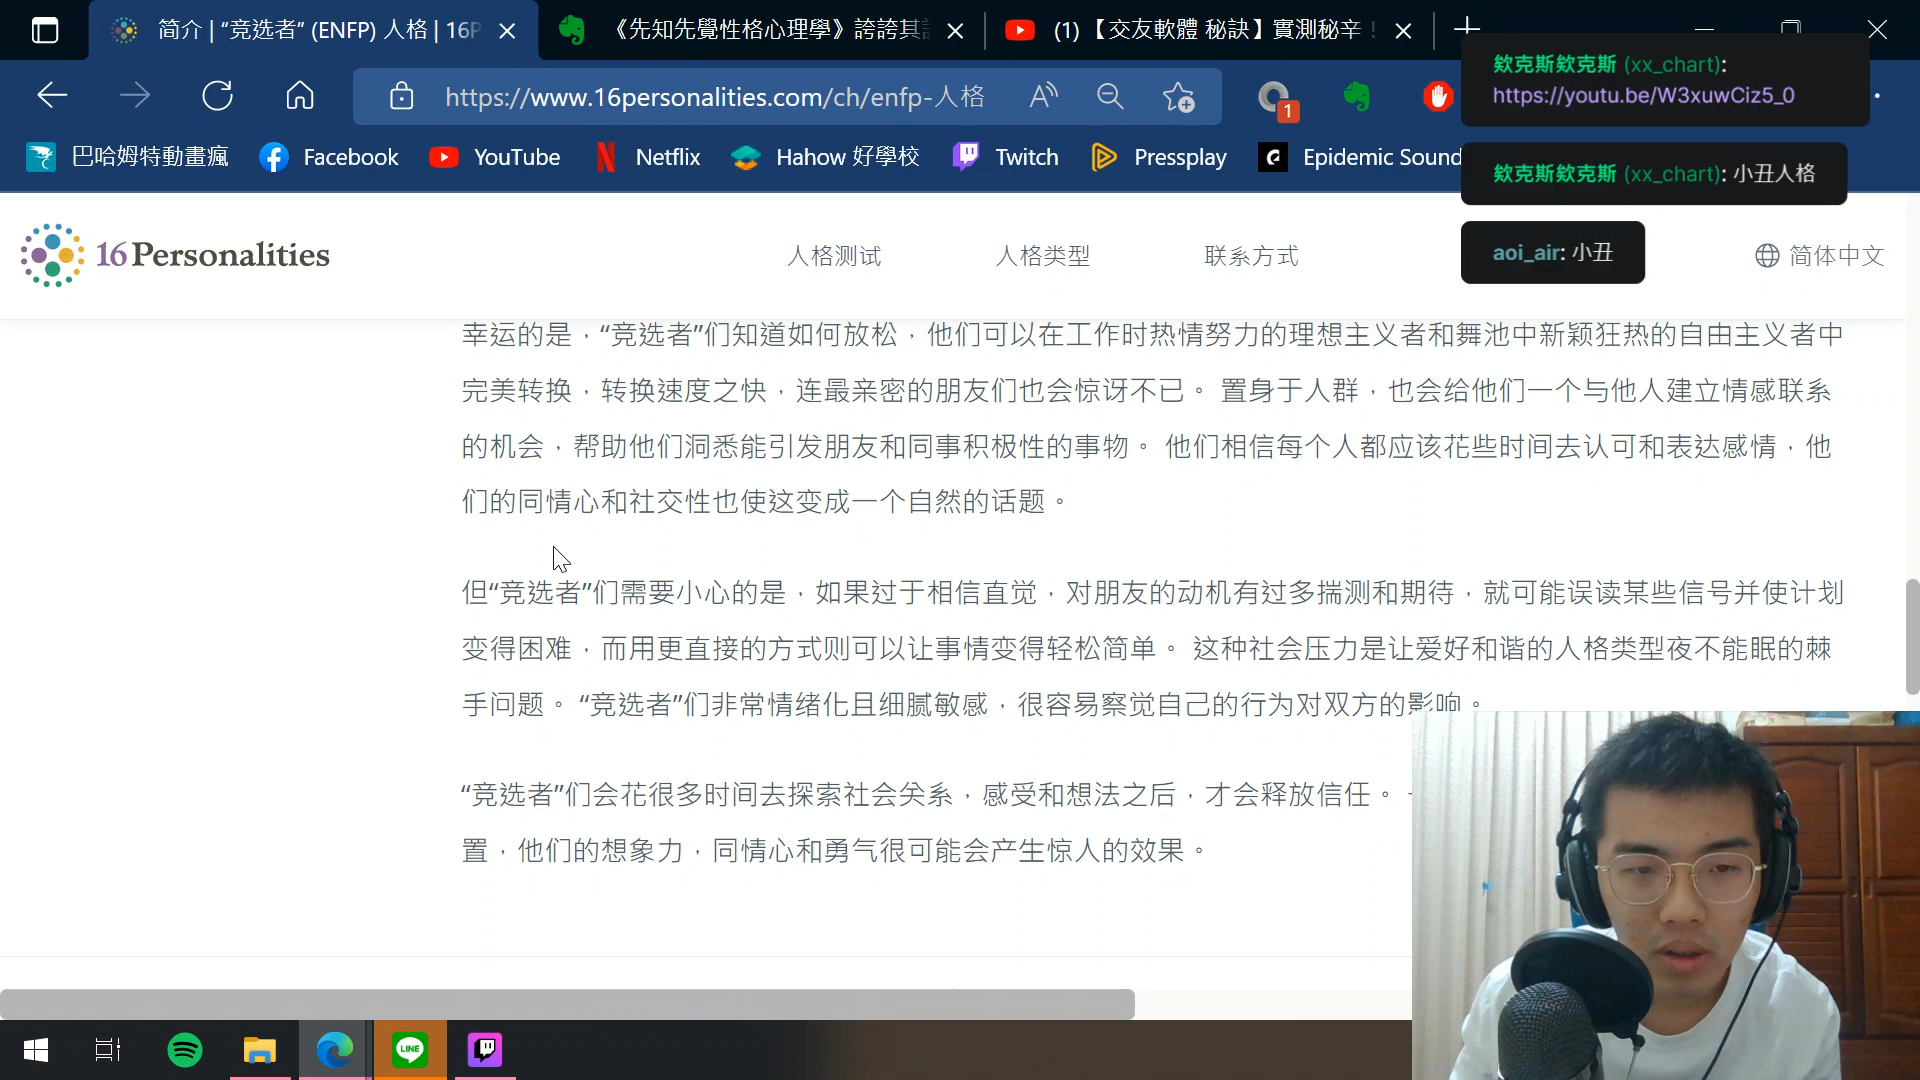 简介 | “竞选者” (ENFP) 人格 | 16P
《先知先覺性格心理學》誇誇其
(1) 【交友軟體 秘訣】實測秘辛！
https://www.16personalities.com/ch/enfp-人格
1
巴哈姆特動畫瘋
Facebook
YouTube
Netflix
Hahow 好學校
Twitch
Pressplay
Epidemic Sound
欸克斯欸克斯 (xx_chart):
https://youtu.be/W3xuwCiz5_0
欸克斯欸克斯 (xx_chart): 小丑人格
aoi_air: 小丑
16Personalities
人格测试
人格类型
联系方式
简体中文
幸运的是，“竞选者”们知道如何放松，他们可以在工作时热情努力的理想主义者和舞池中新颖狂热的自由主义者中
完美转换，转换速度之快，连最亲密的朋友们也会惊讶不已。 置身于人群，也会给他们一个与他人建立情感联系
的机会，帮助他们洞悉能引发朋友和同事积极性的事物。 他们相信每个人都应该花些时间去认可和表达感情，他
们的同情心和社交性也使这变成一个自然的话题。
但“竞选者”们需要小心的是，如果过于相信直觉，对朋友的动机有过多揣测和期待，就可能误读某些信号并使计划
变得困难，而用更直接的方式则可以让事情变得轻松简单。 这种社会压力是让爱好和谐的人格类型夜不能眠的棘
手问题。 “竞选者”们非常情绪化且细腻敏感，很容易察觉自己的行为对双方的影响。
“竞选者”们会花很多时间去探索社会关系，感受和想法之后，才会释放信任。
置，他们的想象力，同情心和勇气很可能会产生惊人的效果。
LINE